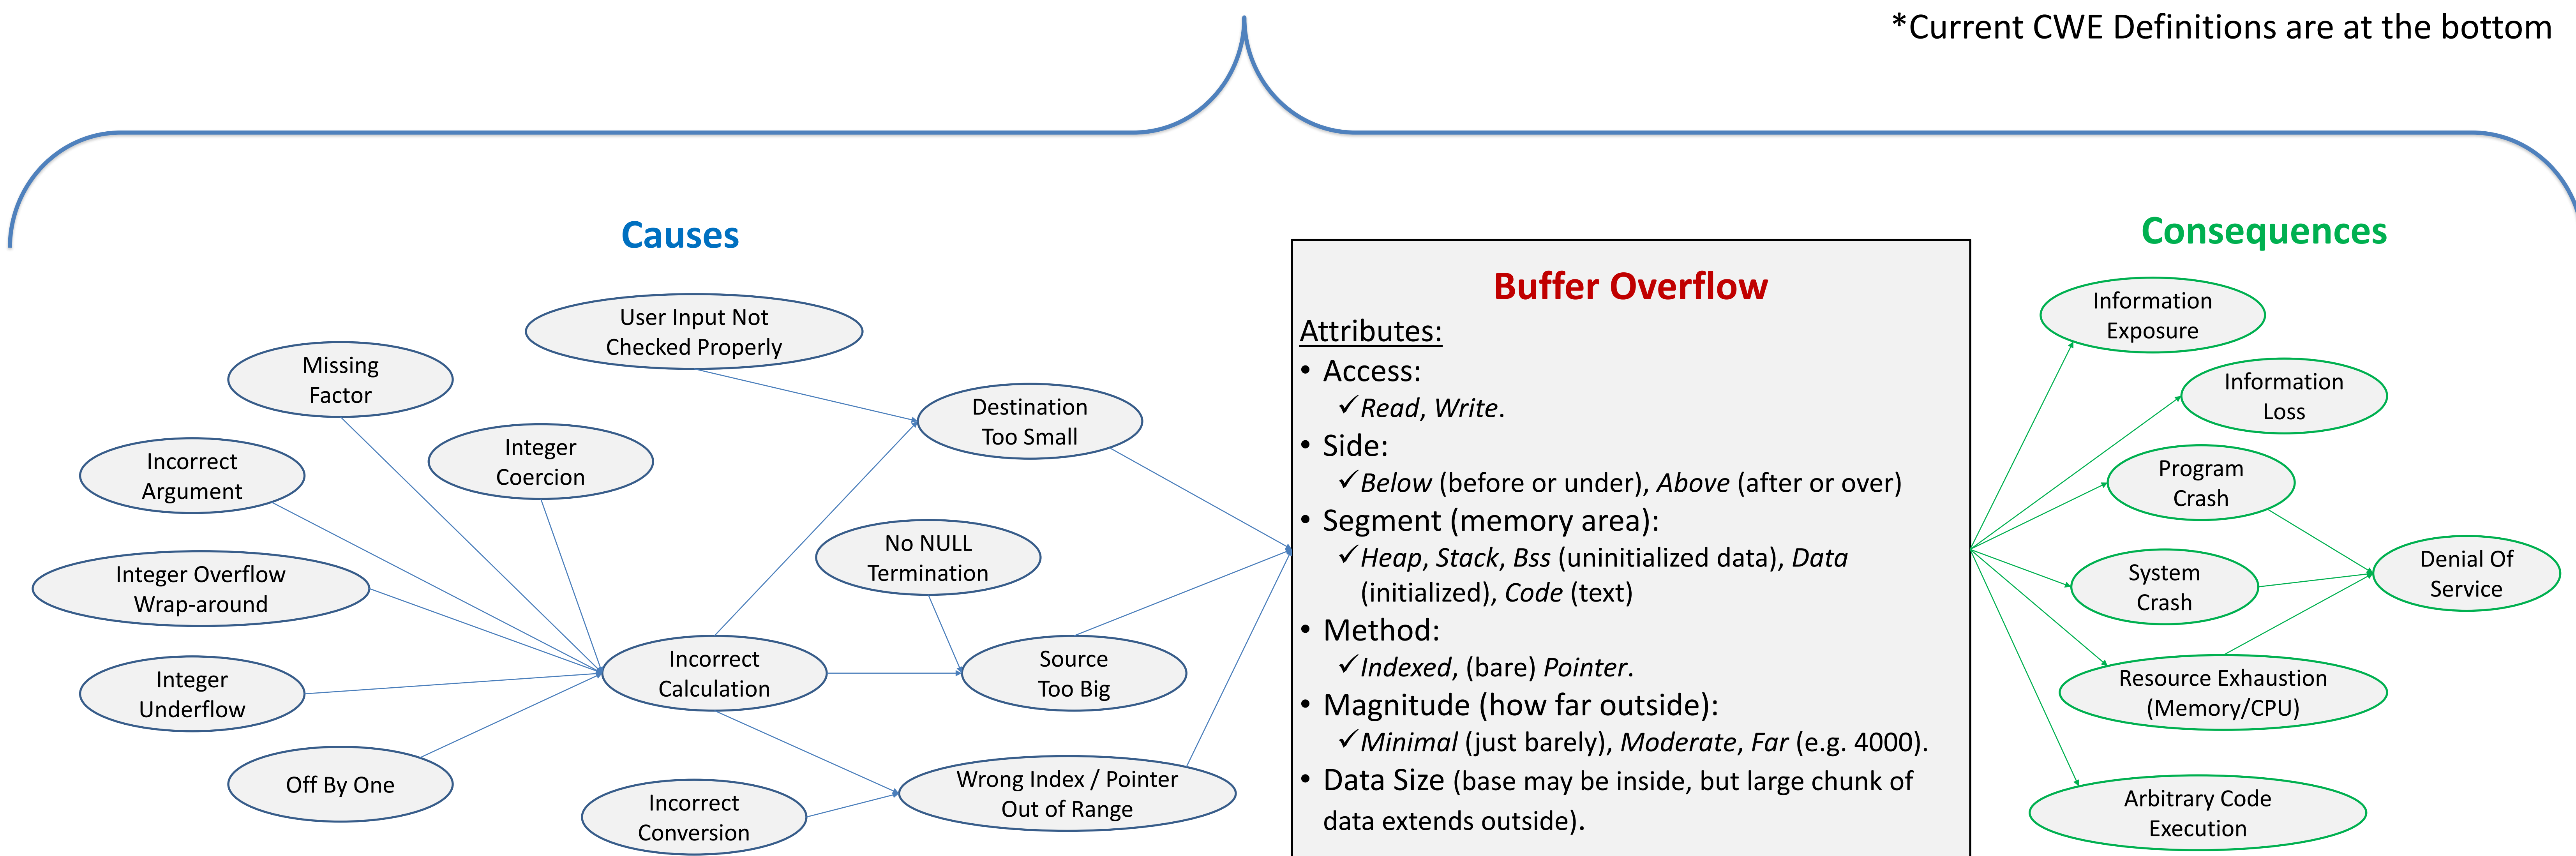 *Current CWE Definitions are at the bottom
Causes
User Input Not
Checked Properly
Missing
Factor
Integer
Coercion
Incorrect
Argument
Integer Overflow
Wrap-around
Integer
Underflow
Off By One
Incorrect
Calculation
Incorrect
Conversion
Destination
Too Small
No NULL
Termination
Source
Too Big
Wrong Index / Pointer
Out of Range
Buffer Overflow
Attributes:
• Access:
✓Read, Write.
• Side:
✓Below (before or under), Above (after or over)
• Segment (memory area):
✓Heap, Stack, Bss (uninitialized data), Data
(initialized), Code (text)
• Method:
✓Indexed, (bare) Pointer.
• Magnitude (how far outside):
✓Minimal (just barely), Moderate, Far (e.g. 4000).
• Data Size (base may be inside, but large chunk of
data extends outside).
Consequences
Information
Exposure
Information
Loss
Program
Crash
System
Crash
Denial Of
Service
Resource Exhaustion
(Memory/CPU)
Arbitrary Code
Execution